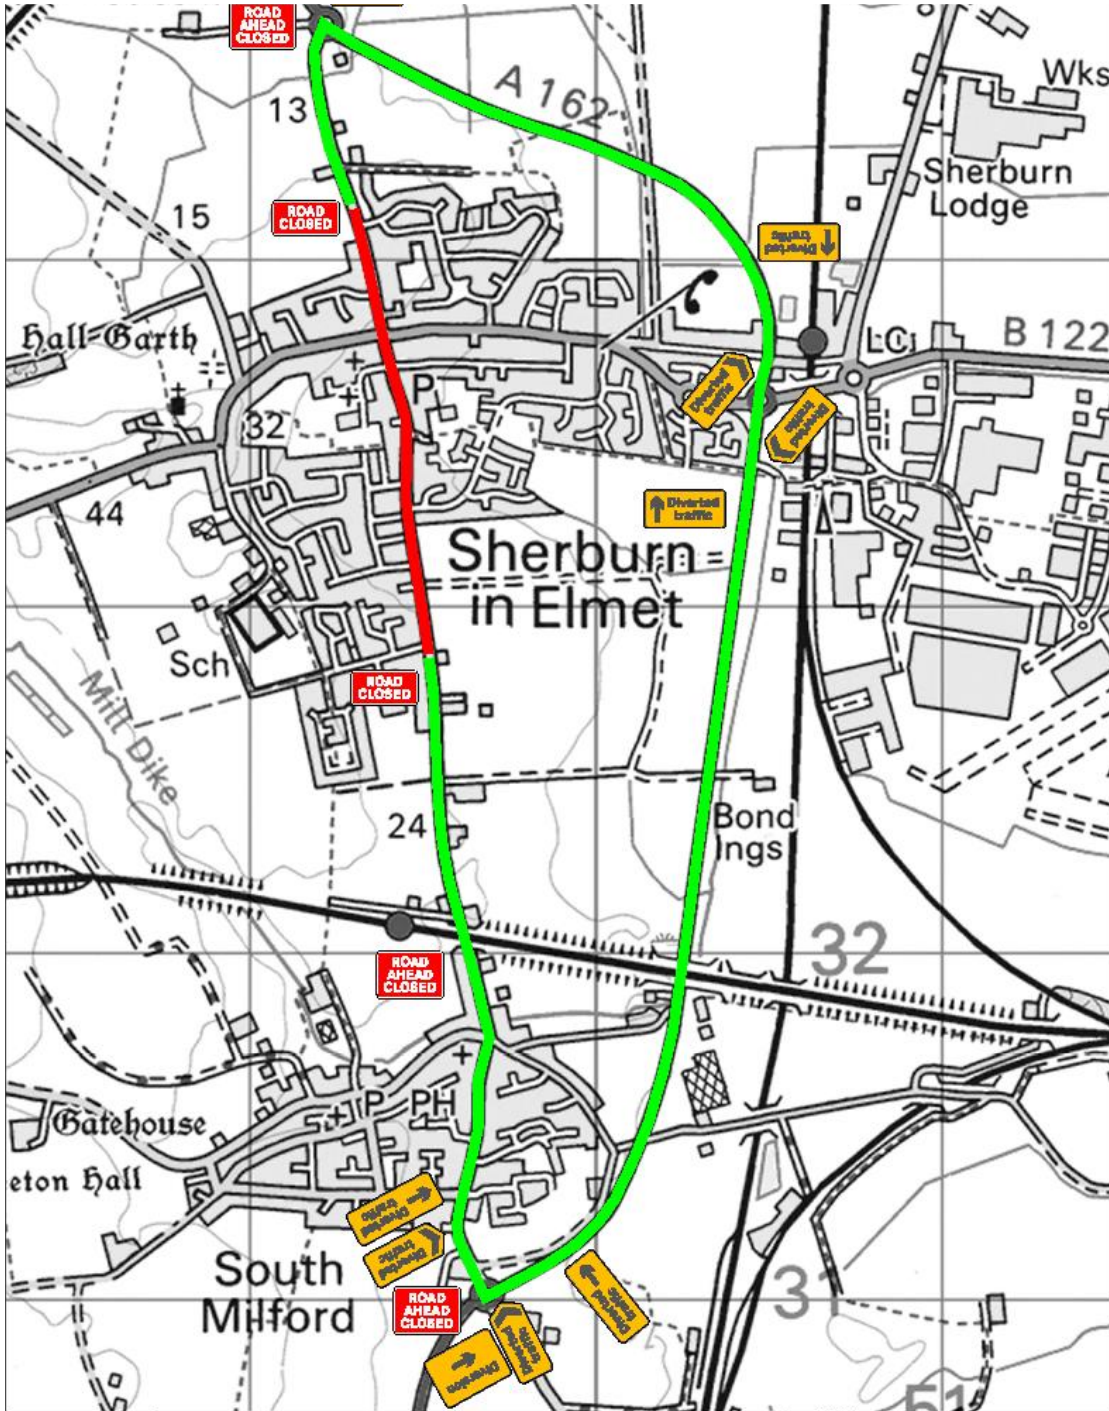 ROAD
AHEAD
CLOSED
A 162
Wks
13
Sherburn
Lodge
ROAD
CLOSED
15
Diverted
traffic
Hall Garth
LC
B 122
Diverted
traffic
P
Diverted
traffic
32
44
Diverted
traffic
Sherburn
in Elmet
Sch
ROAD
CLOSED
Mill Dike
24
Bond
Ings
32
ROAD
AHEAD
CLOSED
Gatehouse
P
PH
eton Hall
Diverted
traffic
Diverted
traffic
South
Milford
ROAD
AHEAD
CLOSED
Diverted
traffic
31
Diverted
traffic
Diversion
51